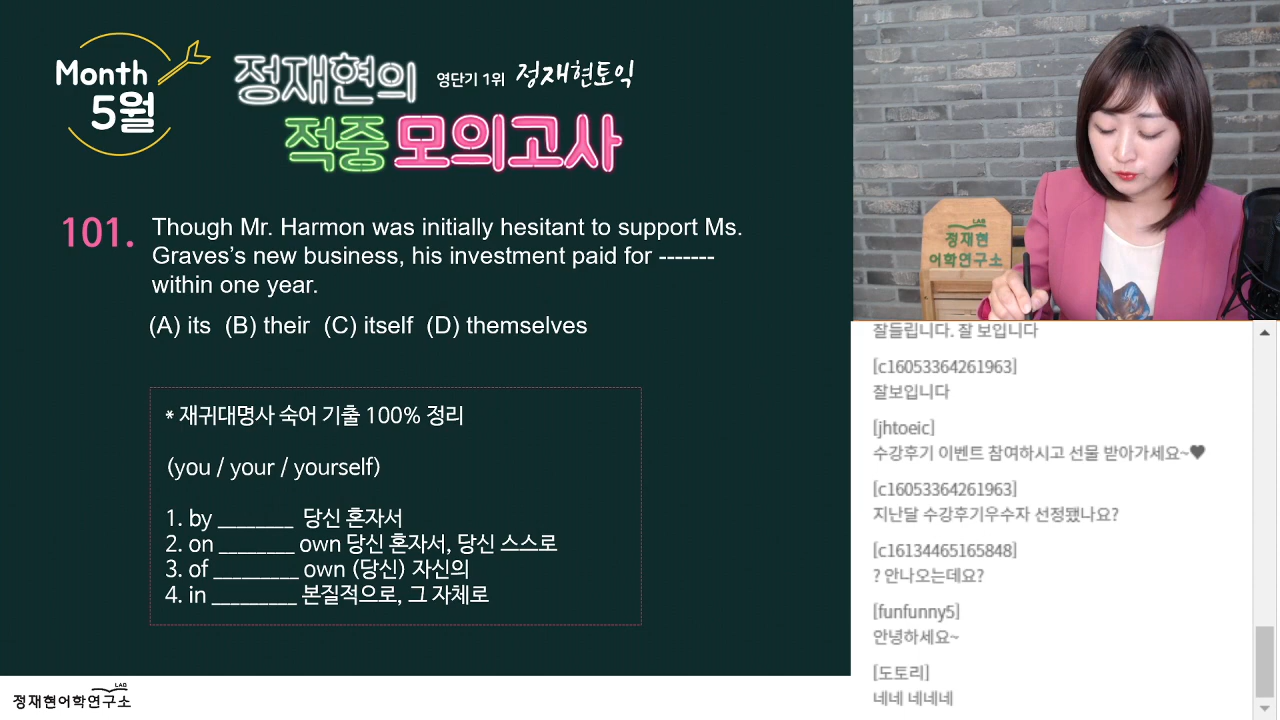 Month
5월
정재현의
영단기 1위 정재현토익
적중 모의고사
101. Though Mr. Harmon was initially hesitant to support Ms.
Graves’s new business, his investment paid for -------
within one year.
(A) its (B) their (C) itself (D) themselves
* 재귀대명사 숙어 기출 100% 정리
(you / your / yourself)
1. by ________ 당신 혼자서
2. on ________ own 당신 혼자서, 당신 스스로
3. of _________ own (당신) 자신의
4. in _________ 본질적으로, 그 자체로
LAB
정재현어학연구소
LAB
정재현
어학연구소
잘들립니다. 잘 보입니다
[c16053364261963]
잘보입니다
[jhtoeic]
수강후기 이벤트 참여하시고 선물 받아가세요~♥
[c16053364261963]
지난달 수강후기우수자 선정됐나요?
[c16134465165848]
? 안나오는데요?
[funfunny5]
안녕하세요~
[도토리]
네네 네네네